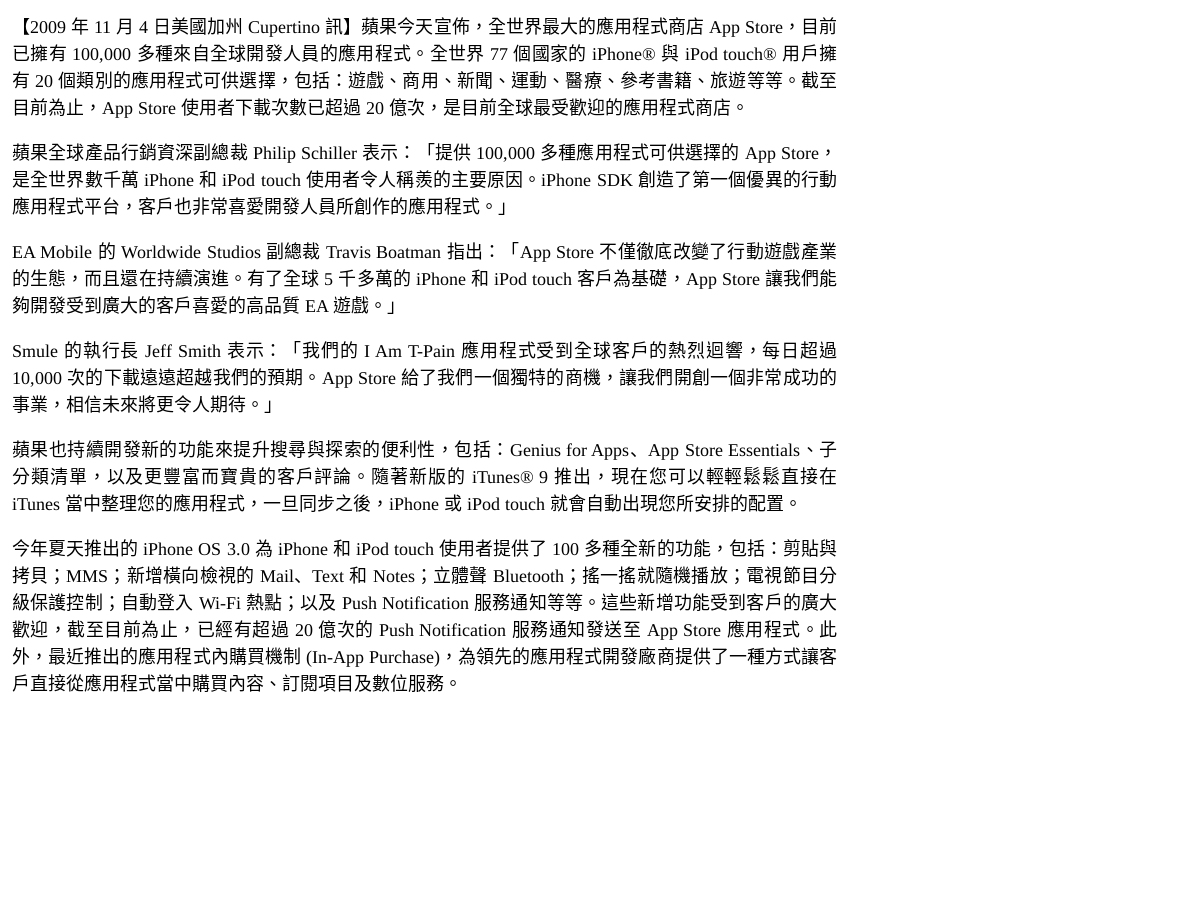 【2009 年 11 月 4 日美國加州 Cupertino 訊】蘋果今天宣佈，全世界最大的應用程式商店 App Store，目前
已擁有 100,000 多種來自全球開發人員的應用程式。全世界 77 個國家的 iPhone® 與 iPod touch® 用戶擁
有 20 個類別的應用程式可供選擇，包括：遊戲、商用、新聞、運動、醫療、參考書籍、旅遊等等。截至
目前為止，App Store 使用者下載次數已超過 20 億次，是目前全球最受歡迎的應用程式商店。
蘋果全球產品行銷資深副總裁 Philip Schiller 表示：「提供 100,000 多種應用程式可供選擇的 App Store，
是全世界數千萬 iPhone 和 iPod touch 使用者令人稱羨的主要原因。iPhone SDK 創造了第一個優異的行動
應用程式平台，客戶也非常喜愛開發人員所創作的應用程式。」
EA Mobile 的 Worldwide Studios 副總裁 Travis Boatman 指出：「App Store 不僅徹底改變了行動遊戲產業
的生態，而且還在持續演進。有了全球 5 千多萬的 iPhone 和 iPod touch 客戶為基礎，App Store 讓我們能
夠開發受到廣大的客戶喜愛的高品質 EA 遊戲。」
Smule 的執行長 Jeff Smith 表示：「我們的 I Am T-Pain 應用程式受到全球客戶的熱烈迴響，每日超過
10,000 次的下載遠遠超越我們的預期。App Store 給了我們一個獨特的商機，讓我們開創一個非常成功的
事業，相信未來將更令人期待。」
蘋果也持續開發新的功能來提升搜尋與探索的便利性，包括：Genius for Apps、App Store Essentials、子
分類清單，以及更豐富而寶貴的客戶評論。隨著新版的 iTunes® 9 推出，現在您可以輕輕鬆鬆直接在
iTunes 當中整理您的應用程式，一旦同步之後，iPhone 或 iPod touch 就會自動出現您所安排的配置。
今年夏天推出的 iPhone OS 3.0 為 iPhone 和 iPod touch 使用者提供了 100 多種全新的功能，包括：剪貼與
拷貝；MMS；新增橫向檢視的 Mail、Text 和 Notes；立體聲 Bluetooth；搖一搖就隨機播放；電視節目分
級保護控制；自動登入 Wi-Fi 熱點；以及 Push Notification 服務通知等等。這些新增功能受到客戶的廣大
歡迎，截至目前為止，已經有超過 20 億次的 Push Notification 服務通知發送至 App Store 應用程式。此
外，最近推出的應用程式內購買機制 (In-App Purchase)，為領先的應用程式開發廠商提供了一種方式讓客
戶直接從應用程式當中購買內容、訂閱項目及數位服務。